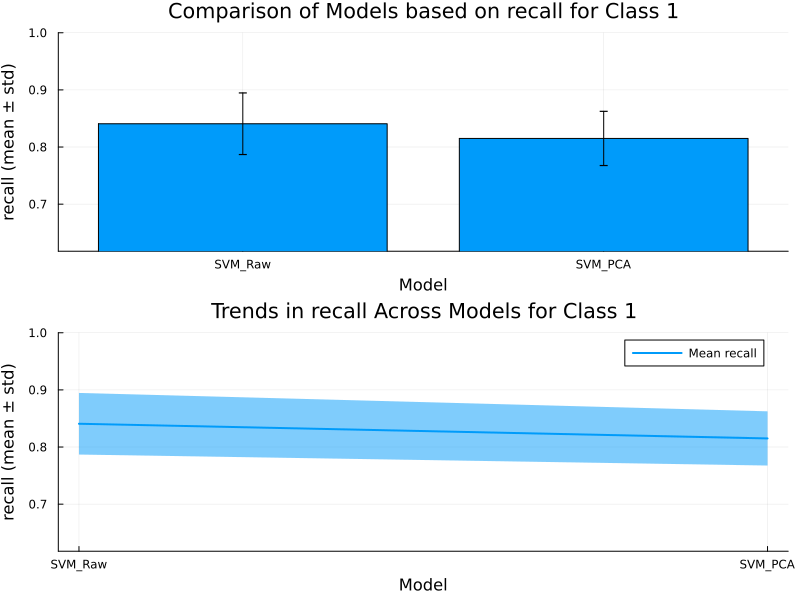 Comparison of Models based on recall for Class 1
1.0
0.9
0.8
0.7
recall (mean ± std)
SVM_Raw
SVM_PCA
Model
Trends in recall Across Models for Class 1
1.0
0.9
0.8
0.7
recall (mean ± std)
Mean recall
SVM_Raw
SVM_PCA
Model